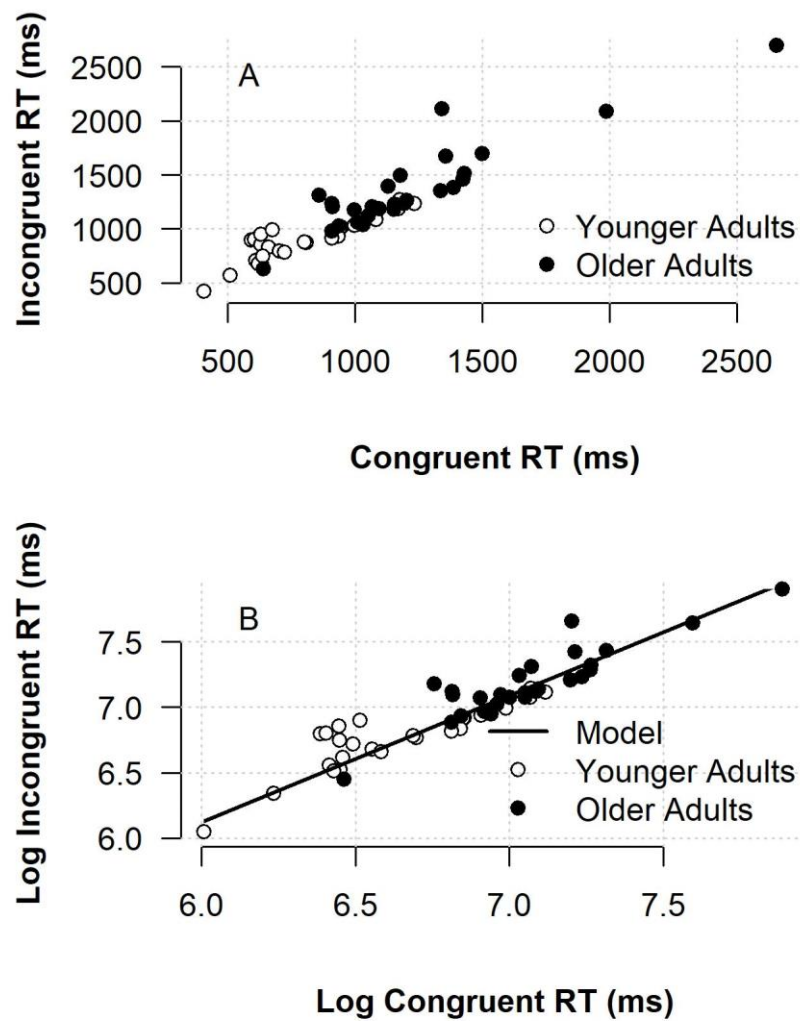 Incongruent RT (ms)
A
2500
2000
1500
1000
500
Younger Adults
Older Adults
500 1000 1500 2000 2500
Congruent RT (ms)
Log Incongruent RT (ms)
B
7.5
7.0
6.5
6.0
Model
Younger Adults
Older Adults
6.0 6.5 7.0 7.5
Log Congruent RT (ms)